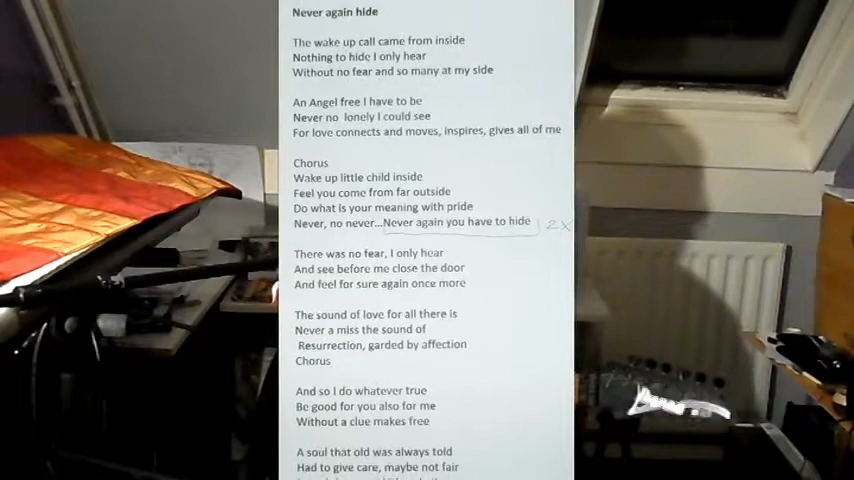 Never again hide
The wake up call came from inside
Nothing to hide I only hear
Without no fear and so many at my side
An Angel free I have to be
Never no lonely I could see
For love connects and moves, inspires, gives all of me
Chorus
Wake up little child inside
Feel you come from far outside
Do what is your meaning with pride
Never, no never...Never again you have to hide 2X
There was no fear, I only hear
And see before me close the door
And feel for sure again once more
The sound of love for all there is
Never a miss the sound of
Resurrection, garded by affection
Chorus
And so I do whatever true
Be good for you also for me
Without a clue makes free
A soul that old was always told
Had to give care, maybe not fair